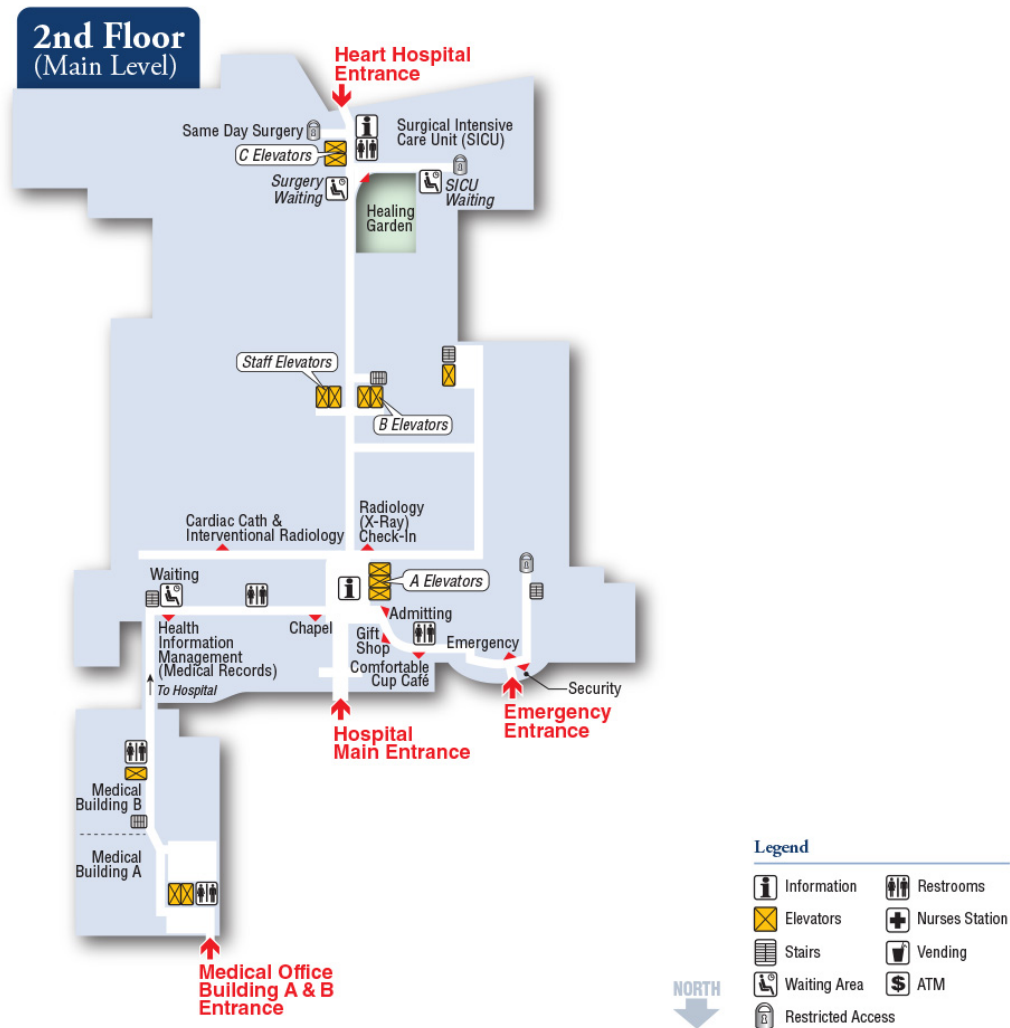 2nd Floor
(Main Level)
Heart Hospital
Entrance
Same Day Surgery
Surgical Intensive
Care Unit (SICU)
C Elevators
Surgery
Waiting
SICU
Waiting
Healing
Garden
Staff Elevators
B Elevators
Cardiac Cath &
Interventional Radiology
Radiology
(X-Ray)
Check-In
Waiting
A Elevators
Admitting
Health
Information
Management
(Medical Records)
Chapel
Gift
Shop
Emergency
Comfortable
Cup Café
To Hospital
Security
Hospital
Main Entrance
Emergency
Entrance
Medical
Building B
Medical
Building A
Medical Office
Building A & B
Entrance
Legend
Information
Restrooms
Elevators
Nurses Station
Stairs
Vending
Waiting Area
$ ATM
Restricted Access
NORTH